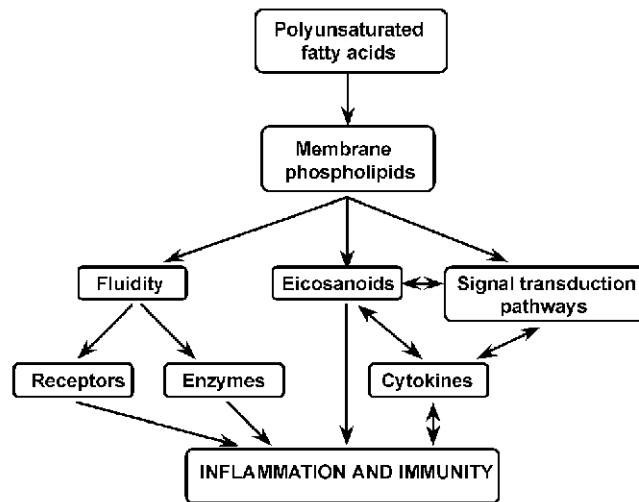 Polyunsaturated
fatty acids
Membrane
phospholipids
Fluidity
Eicosanoids
Signal transduction
pathways
Receptors
Enzymes
Cytokines
INFLAMMATION AND IMMUNITY